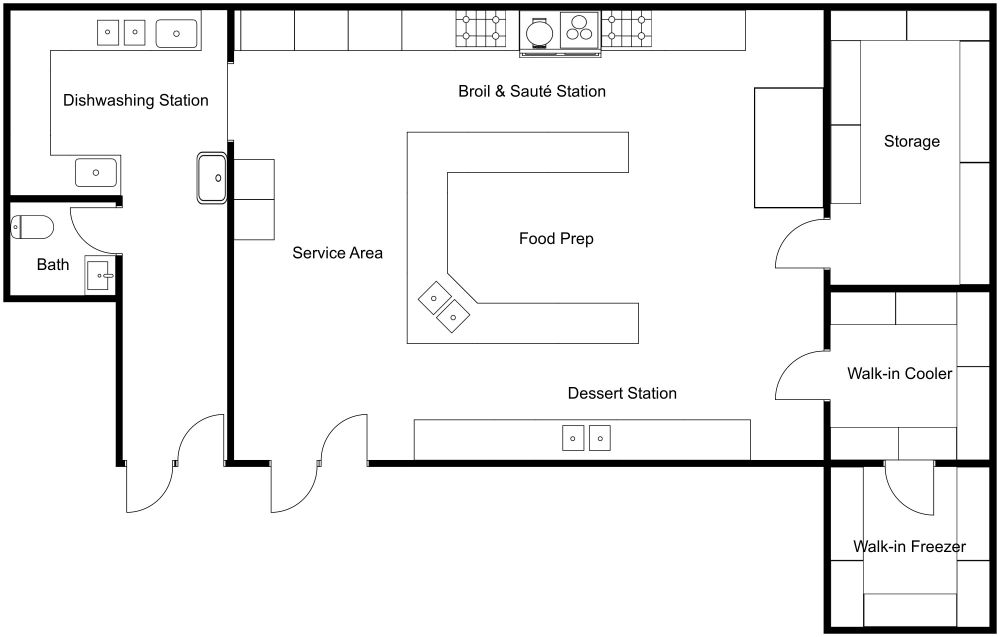 Dishwashing Station
Broil & Sauté Station
Storage
Service Area
Food Prep
Bath
Walk-in Cooler
Dessert Station
Walk-in Freezer